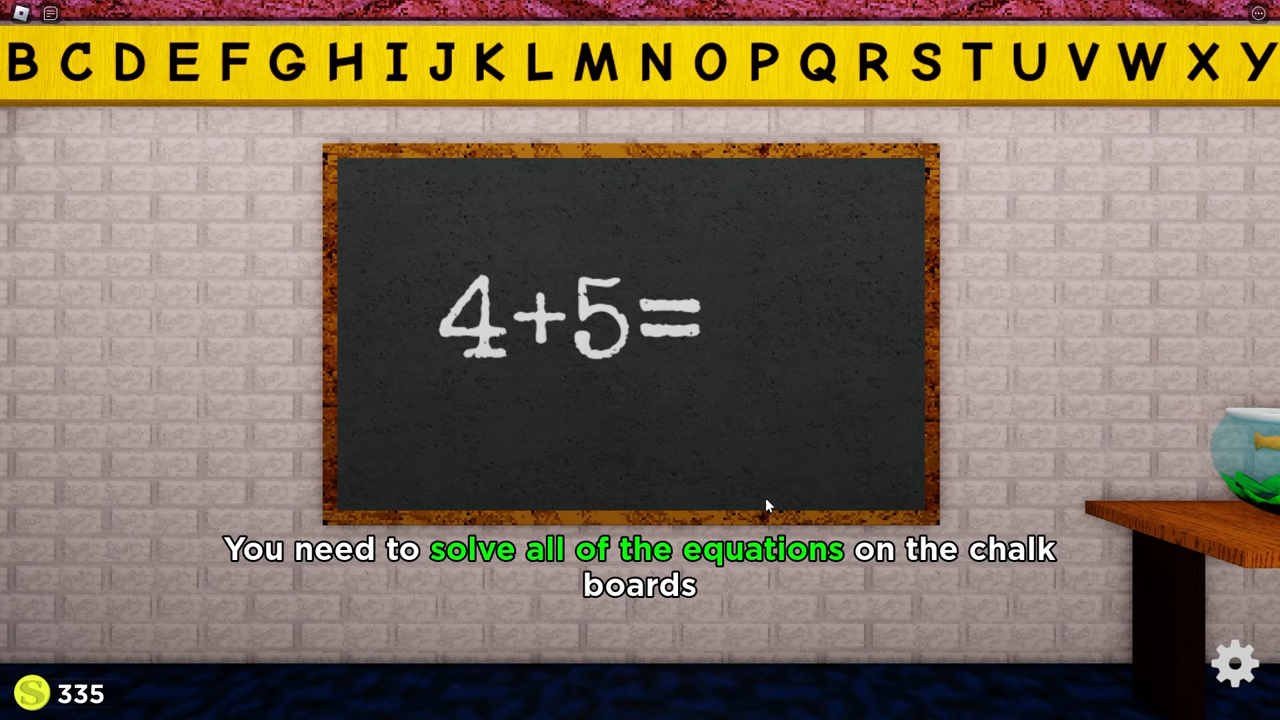 B C D E F G H I J K L M N O P Q R S T U V W X Y
4+5=
You need to solve all of the equations on the chalk
boards
335